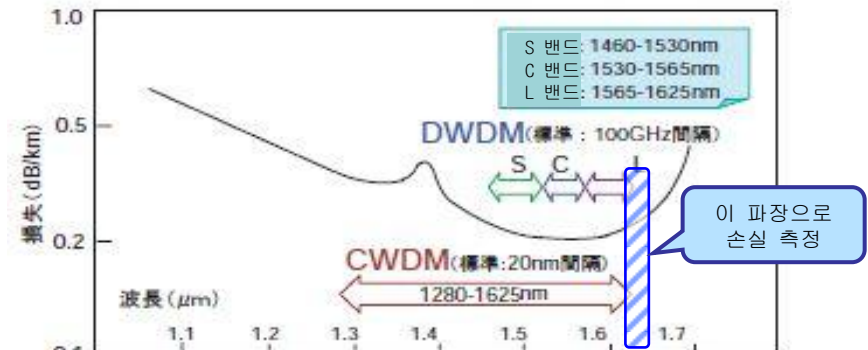 1.0
S 밴드: 1460-1530nm
C 밴드: 1530-1565nm
L 밴드: 1565-1625nm
0.5
DWDM(標準 : 100GHz間隔)
S C L
損失(dB/km)
이 파장으로
손실 측정
0.2
CWDM(標準:20nm間隔)
1280-1625nm
波長(μm)
1.1 1.2 1.3 1.4 1.5 1.6 1.7
0.1